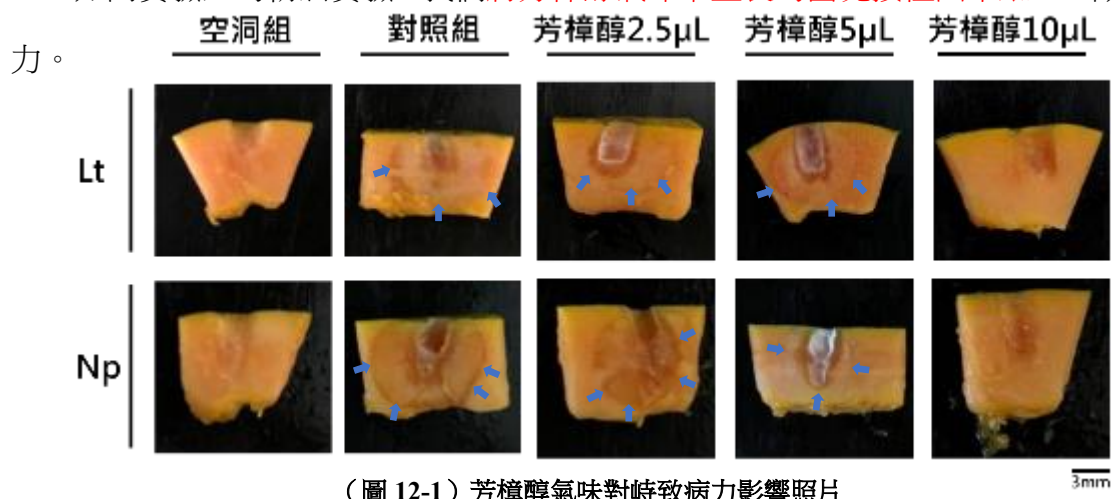 力。
空洞組 對照組 芳樟醇2.5μL 芳樟醇5μL 芳樟醇10μL
Lt
Np
3mm
（圖 12-1）芳樟醇氣味對峙致病力影響照片